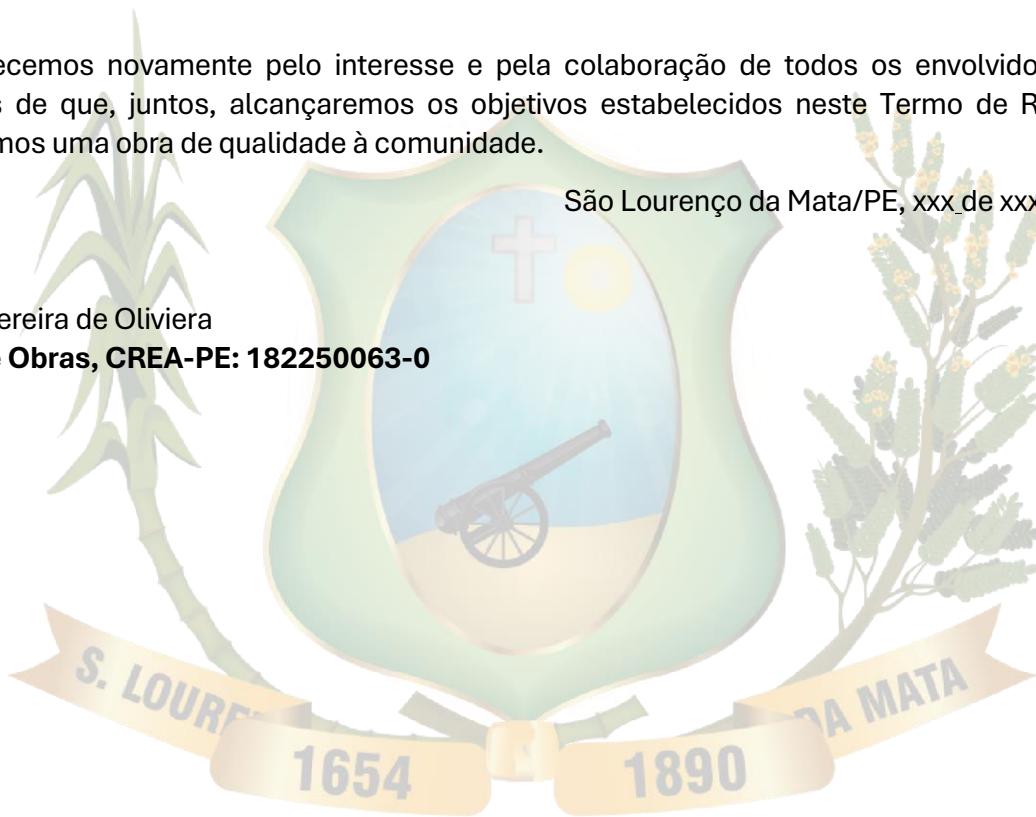 ecemos novamente pelo interesse e pela colaboração de todos os envolvido
s de que, juntos, alcançaremos os objetivos estabelecidos neste Termo de R
mos uma obra de qualidade à comunidade.
São Lourenço da Mata/PE, xxx de xxx
ereira de Oliviera
e Obras, CREA-PE: 182250063-0
S. LOURE
DA MATA
1654
1890